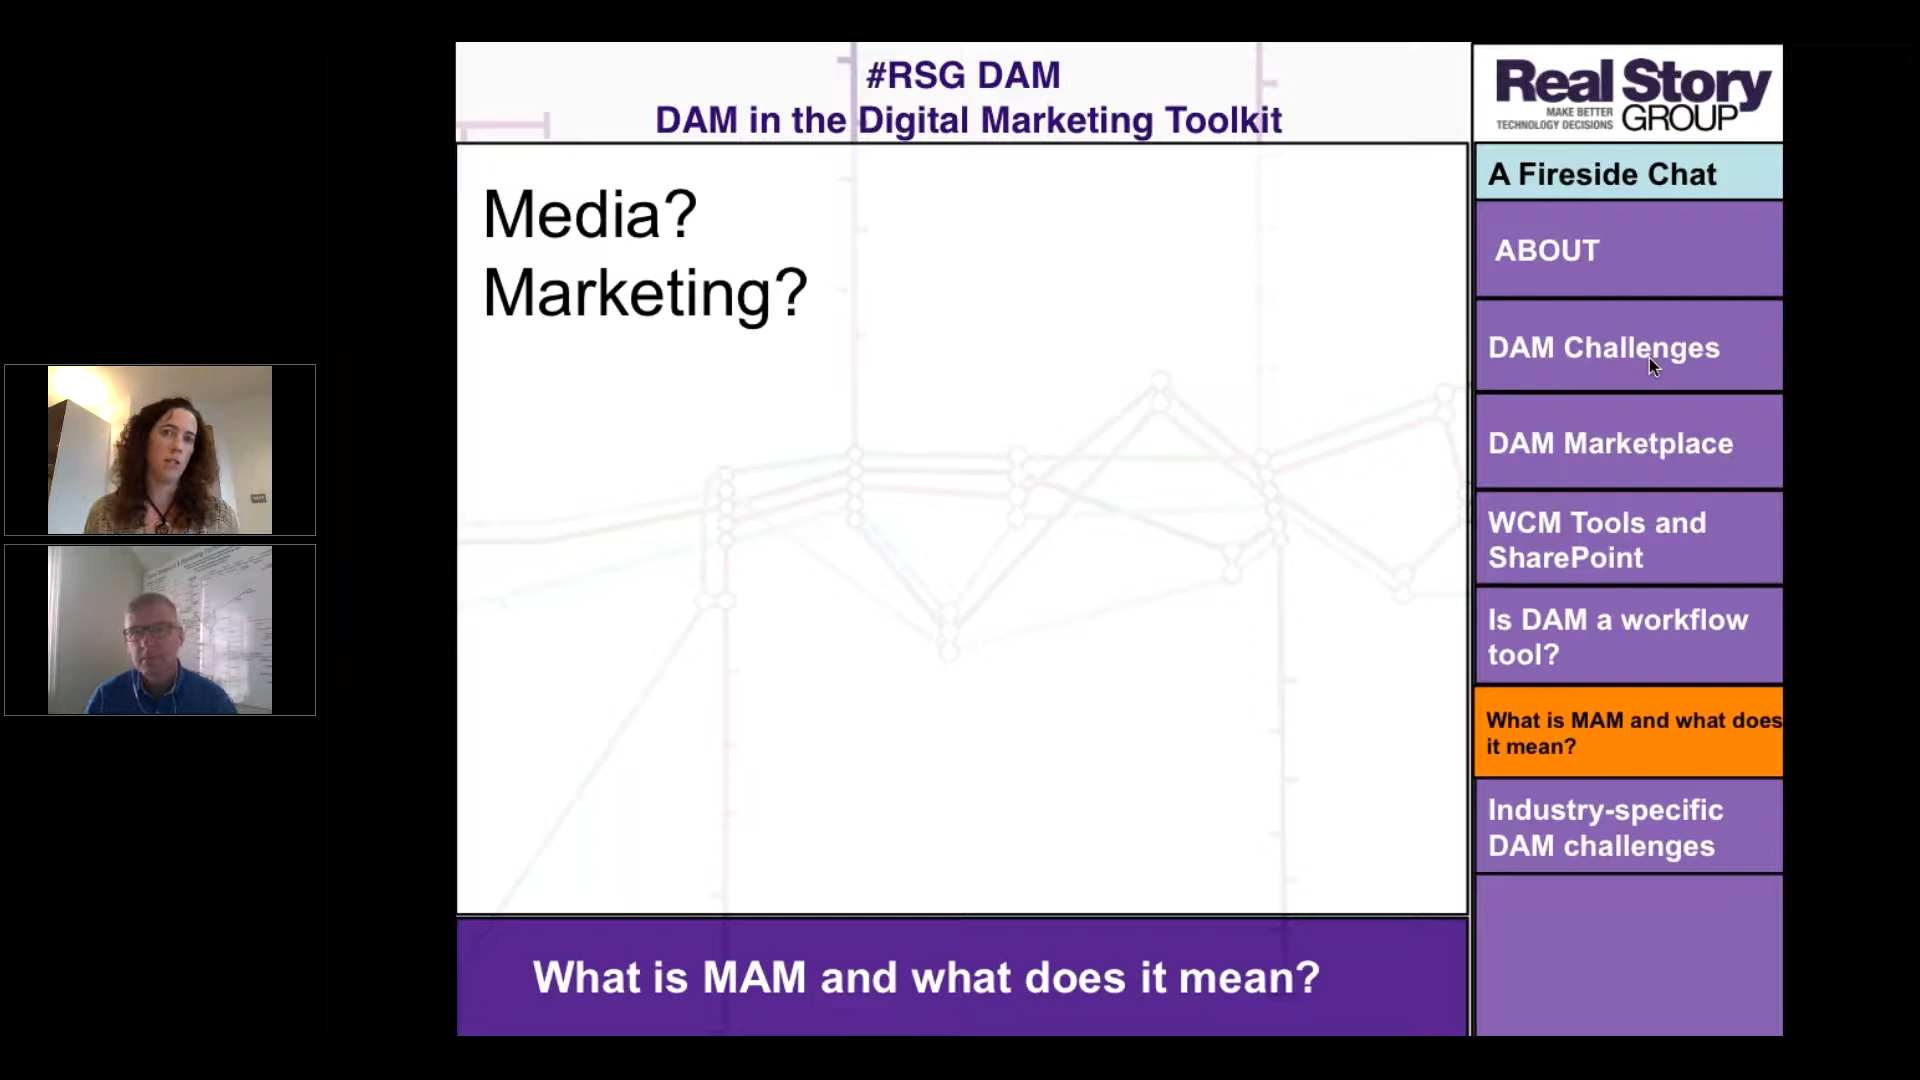 #RSG DAM
DAM in the Digital Marketing Toolkit
Real Story
MAKE BETTER
TECHNOLOGY DECISIONS
GROUP
Media?
Marketing?
A Fireside Chat
ABOUT
DAM Challenges
DAM Marketplace
WCM Tools and
SharePoint
Is DAM a workflow
tool?
What is MAM and what does
it mean?
Industry-specific
DAM challenges
What is MAM and what does it mean?